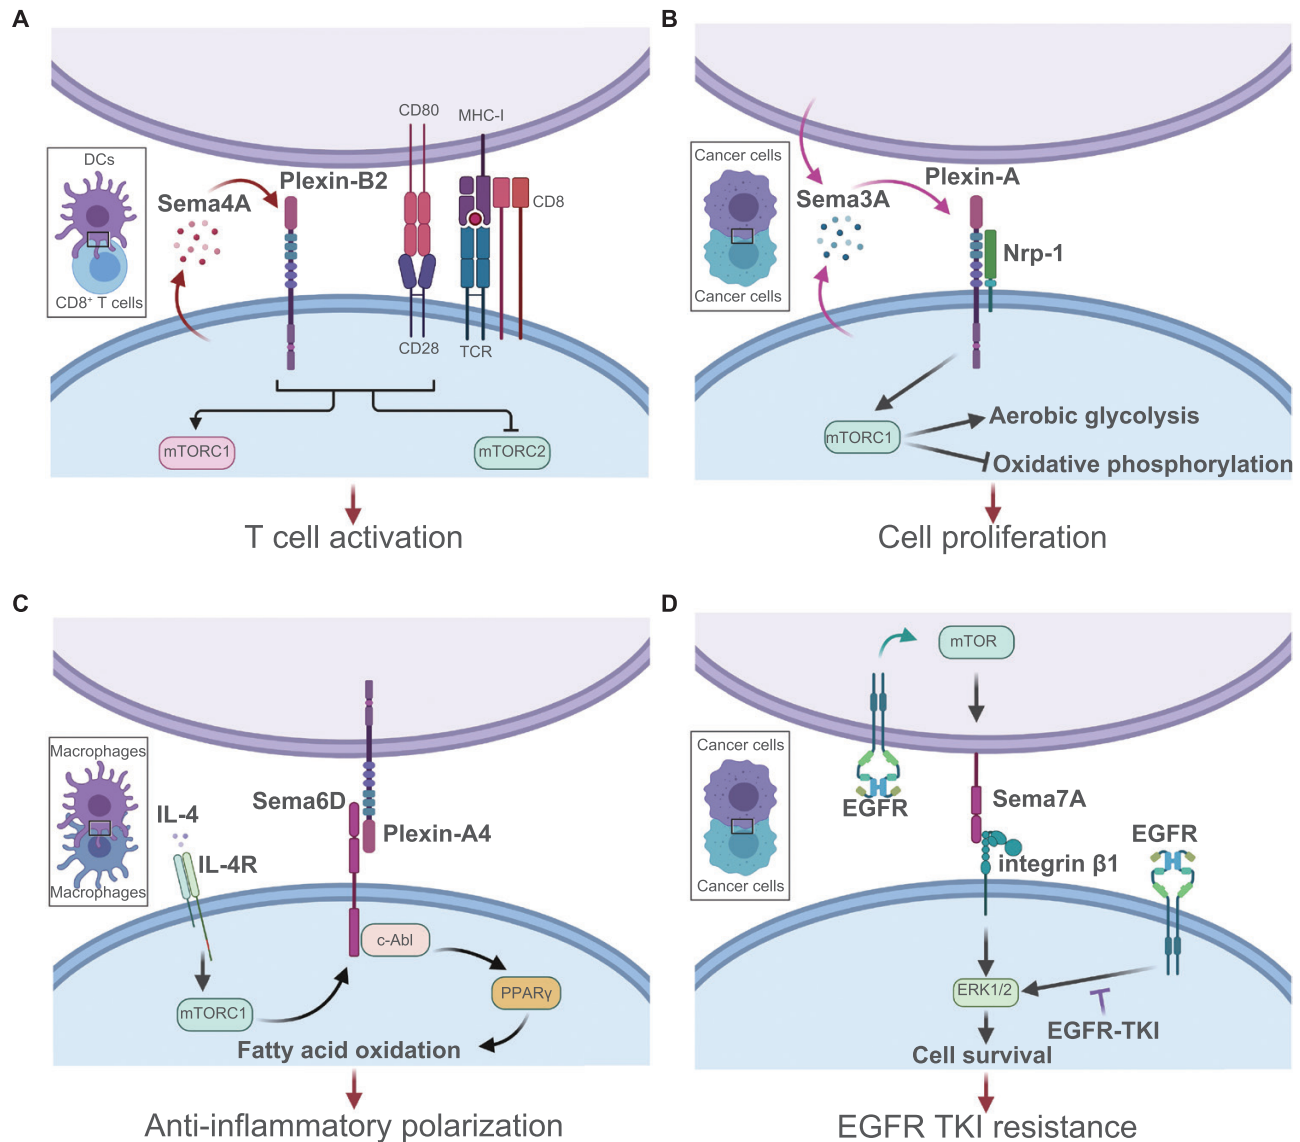 A
CD80
MHC-I
DCs
Plexin-B2
Sema4A
CD8
CD8⁺ T cells
CD28
TCR
mTORC1
mTORC2
T cell activation
B
Cancer cells
Plexin-A
Sema3A
Nrp-1
Cancer cells
Aerobic glycolysis
mTORC1
Oxidative phosphorylation
Cell proliferation
C
Macrophages
Sema6D
IL-4
Plexin-A4
IL-4R
Macrophages
c-Abl
PPARγ
mTORC1
Fatty acid oxidation
Anti-inflammatory polarization
D
mTOR
Cancer cells
EGFR
Sema7A
EGFR
integrin β1
Cancer cells
ERK1/2
EGFR-TKI
Cell survival
EGFR TKI resistance